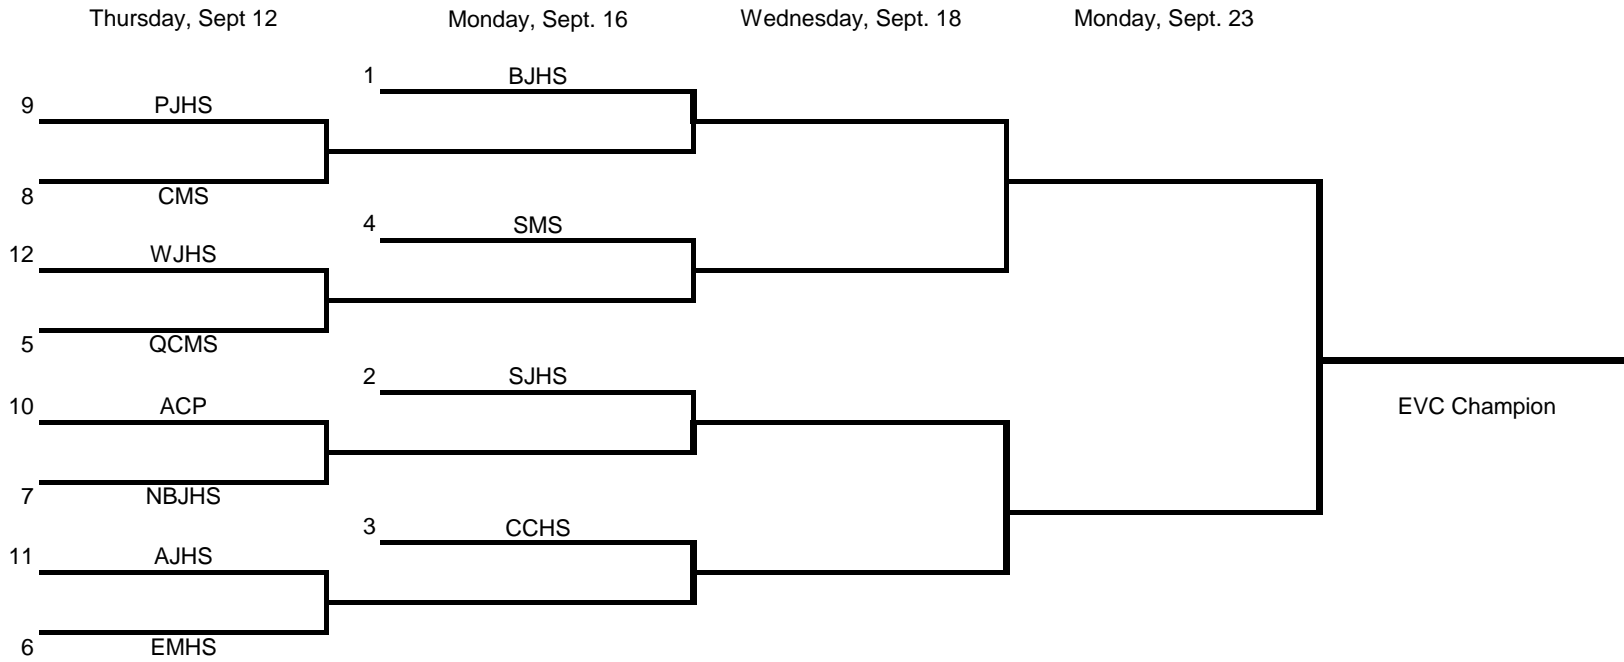 Thursday, Sept 12 Monday, Sept. 16 Wednesday, Sept. 18 Monday, Sept. 23
1 BJHS
9 PJHS
8 CMS
4 SMS
12 WJHS
5 QCMS
2 SJHS
10 ACP
EVC Champion
7 NBJHS
3 CCHS
11 AJHS
6 EMHS